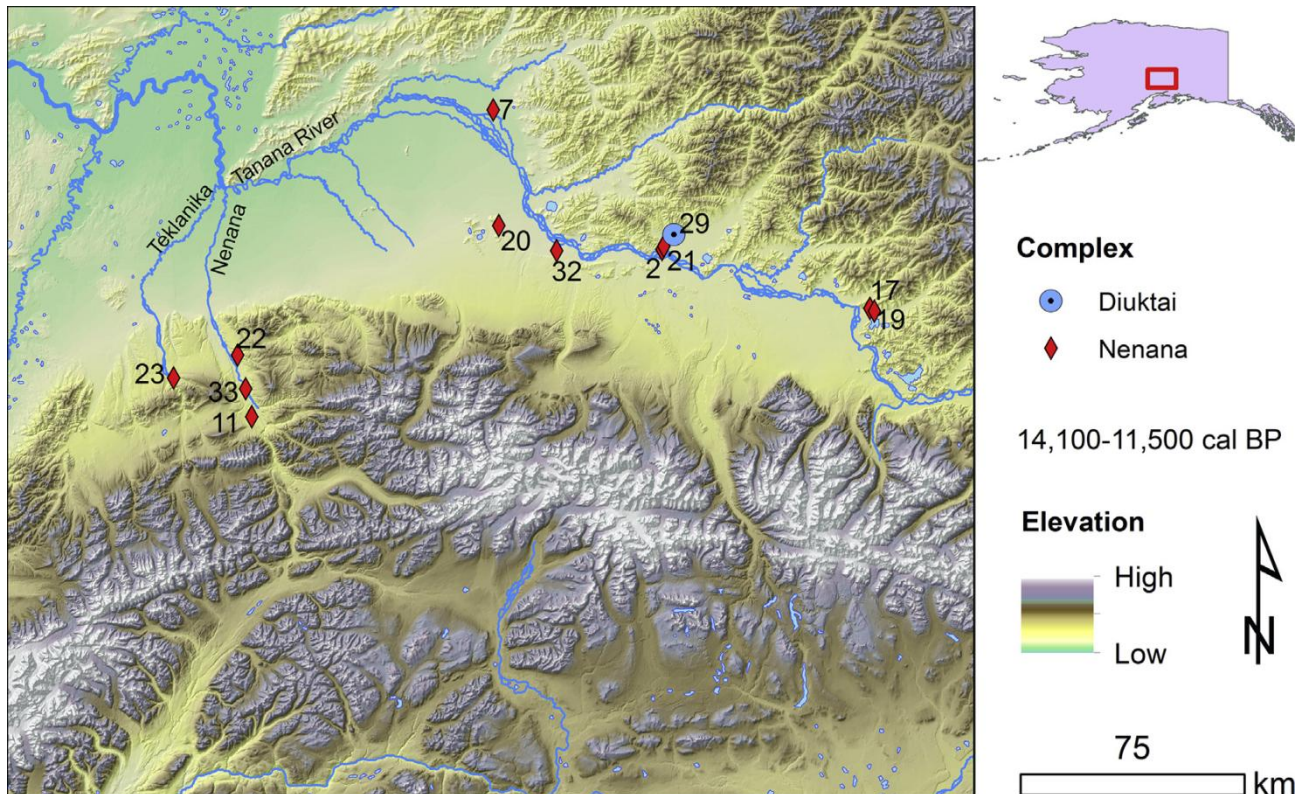 7
Tanana River
Teklanika
Nenana
20
29
32
2
21
17
19
22
23
33
11
Complex
Diuktai
Nenana
14,100-11,500 cal BP
Elevation
High
Low
N
75
km